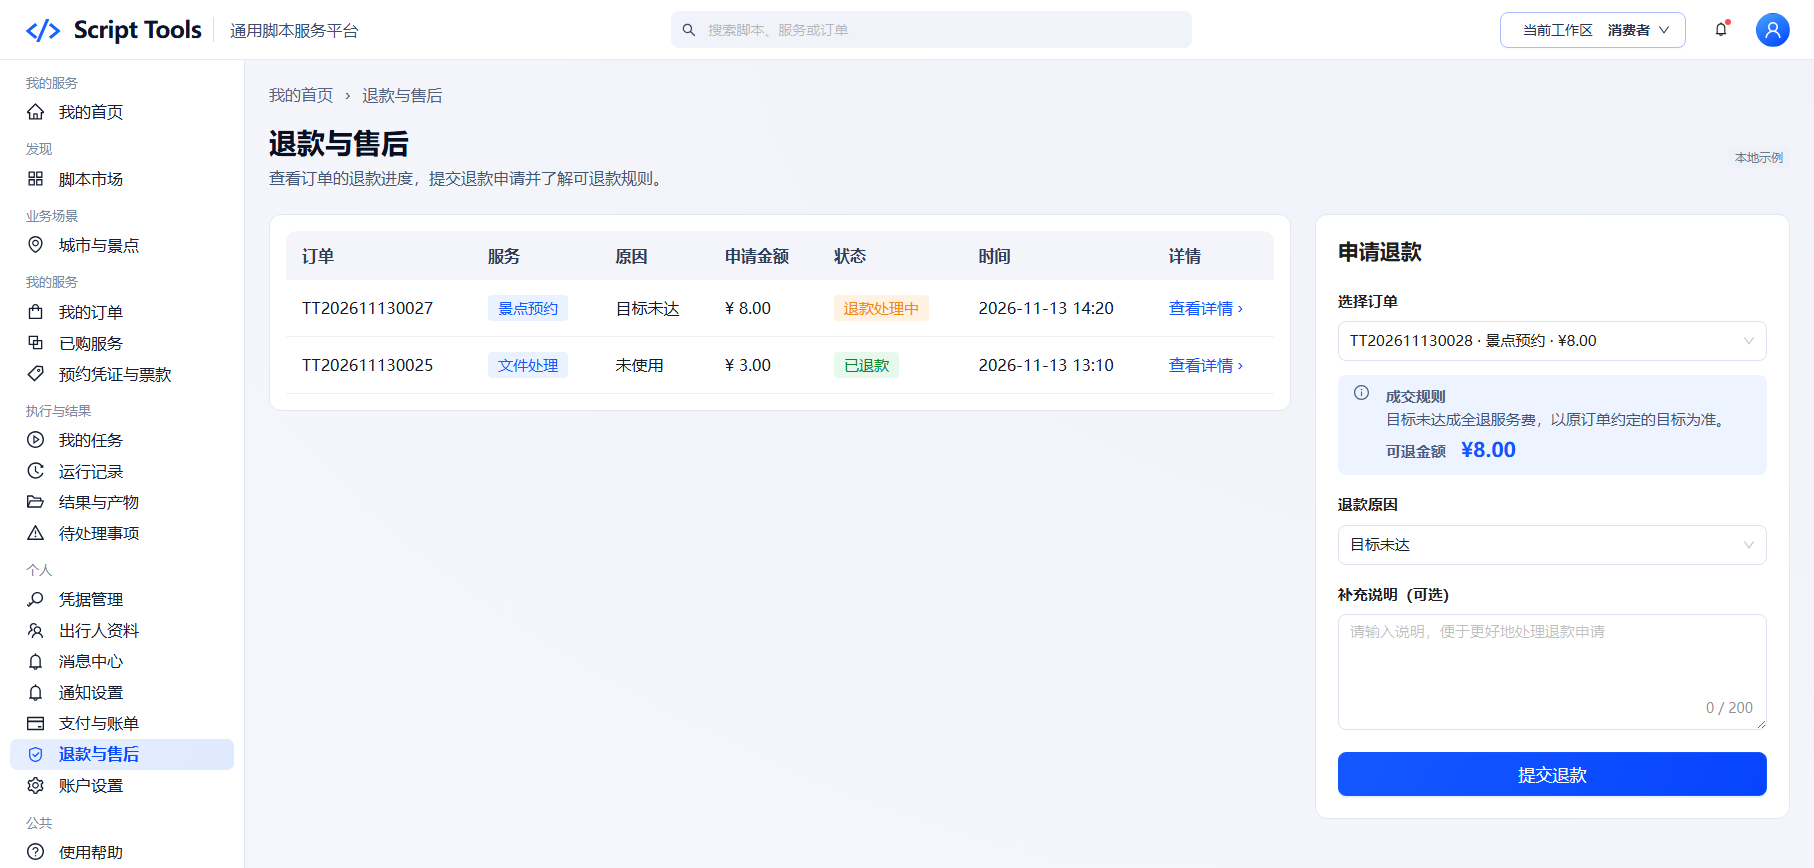 </> Script Tools
通用脚本服务平台
搜索脚本、服务或订单
当前工作区 消费者
我的服务
我的首页
发现
脚本市场
业务场景
城市与景点
我的服务
我的订单
已购服务
预约凭证与票款
执行与结果
我的任务
运行记录
结果与产物
待处理事项
个人
凭据管理
出行人资料
消息中心
通知设置
支付与账单
退款与售后
账户设置
公共
使用帮助
我的首页 › 退款与售后
退款与售后
查看订单的退款进度，提交退款申请并了解可退款规则。
本地示例
订单 服务 原因 申请金额 状态 时间 详情
TT202611130027 景点预约 目标未达 ¥ 8.00 退款处理中 2026-11-13 14:20 查看详情 ›
TT202611130025 文件处理 未使用 ¥ 3.00 已退款 2026-11-13 13:10 查看详情 ›
申请退款
选择订单
TT202611130028 · 景点预约 · ¥8.00
成交规则
目标未达成全退服务费，以原订单约定的目标为准。
可退金额 ¥8.00
退款原因
目标未达
补充说明（可选）
请输入说明，便于更好地处理退款申请
0 / 200
提交退款